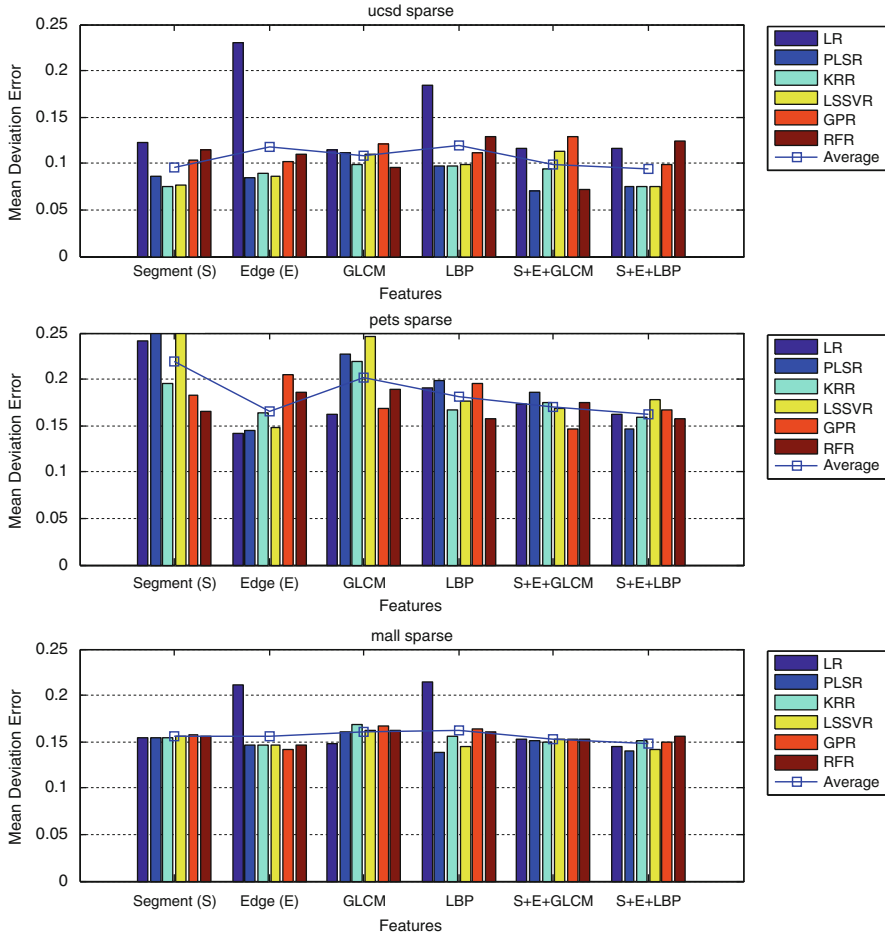 ucsd sparse
0.25
0.2
0.15
0.1
0.05
0
Mean Deviation Error
Segment (S) Edge (E) GLCM LBP S+E+GLCM S+E+LBP
Features
LR
PLSR
KRR
LSSVR
GPR
RFR
Average
pets sparse
0.25
0.2
0.15
0.1
0.05
0
Mean Deviation Error
Segment (S) Edge (E) GLCM LBP S+E+GLCM S+E+LBP
Features
LR
PLSR
KRR
LSSVR
GPR
RFR
Average
mall sparse
0.25
0.2
0.15
0.1
0.05
0
Mean Deviation Error
Segment (S) Edge (E) GLCM LBP S+E+GLCM S+E+LBP
Features
LR
PLSR
KRR
LSSVR
GPR
RFR
Average